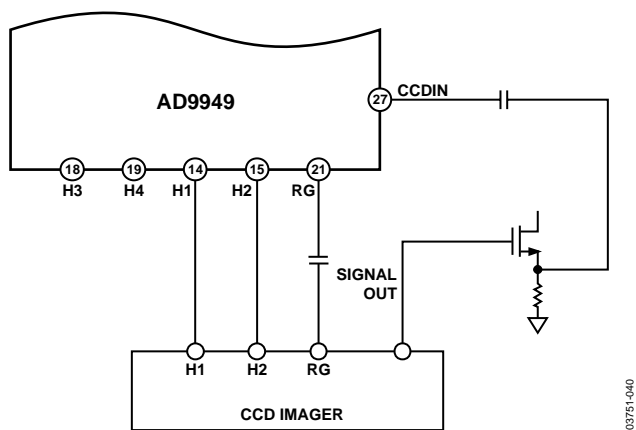 AD9949
27 CCDIN
18 19 14 15 21
H3 H4 H1 H2 RG
SIGNAL
OUT
H1 H2 RG
CCD IMAGER
03751-040